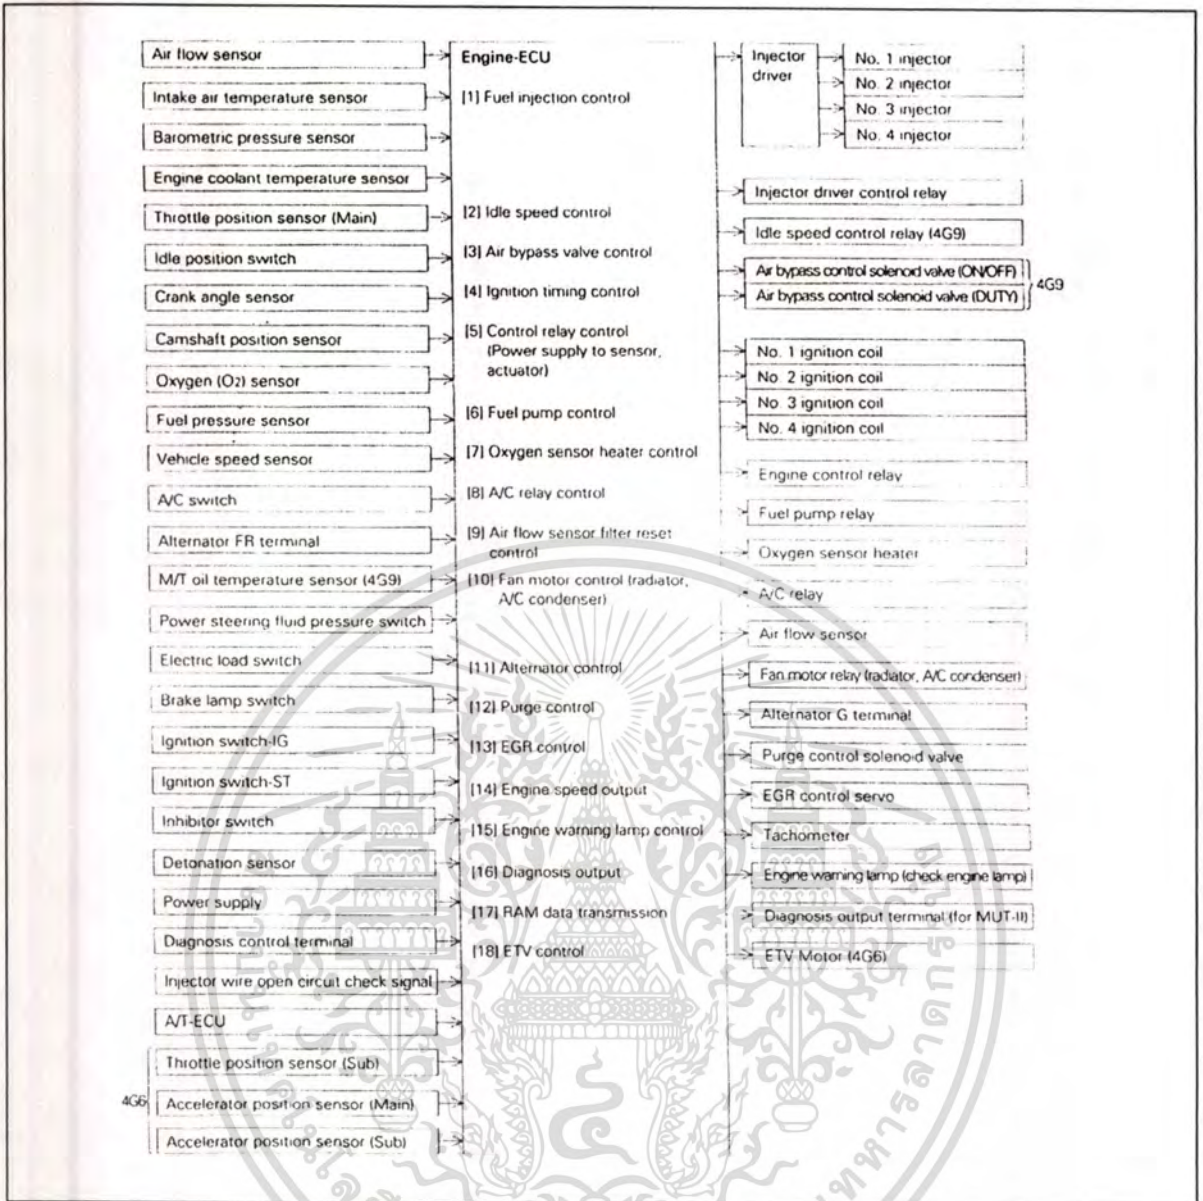 Air flow sensor
Intake air temperature sensor
Barometric pressure sensor
Engine coolant temperature sensor
Throttle position sensor (Main)
Idle position switch
Crank angle sensor
Camshaft position sensor
Oxygen (O2) sensor
Fuel pressure sensor
Vehicle speed sensor
A/C switch
Alternator FR terminal
M/T oil temperature sensor (4G9)
Power steering fluid pressure switch
Electric load switch
Brake lamp switch
Ignition switch-IG
Ignition switch-ST
Inhibitor switch
Detonation sensor
Power supply
Diagnosis control terminal
Injector wire open circuit check signal
A/T-ECU
4G6
Throttle position sensor (Sub)
Accelerator position sensor (Main)
Accelerator position sensor (Sub)
Engine-ECU
[1] Fuel injection control
[2] Idle speed control
[3] Air bypass valve control
[4] Ignition timing control
[5] Control relay control
(Power supply to sensor,
actuator)
[6] Fuel pump control
[7] Oxygen sensor heater control
[8] A/C relay control
[9] Air flow sensor filter reset
control
[10] Fan motor control (radiator,
A/C condenser)
[11] Alternator control
[12] Purge control
[13] EGR control
[14] Engine speed output
[15] Engine warning lamp control
[16] Diagnosis output
[17] RAM data transmission
[18] ETV control
Injector
driver
No. 1 injector
No. 2 injector
No. 3 injector
No. 4 injector
Injector driver control relay
Idle speed control relay (4G9)
Air bypass control solenoid valve (ON/OFF)
Air bypass control solenoid valve (DUTY)
4G9
No. 1 ignition coil
No. 2 ignition coil
No. 3 ignition coil
No. 4 ignition coil
Engine control relay
Fuel pump relay
Oxygen sensor heater
A/C relay
Air flow sensor
Fan motor relay (radiator, A/C condenser)
Alternator G terminal
Purge control solenoid valve
EGR control servo
Tachometer
Engine warning lamp (check engine lamp)
Diagnosis output terminal (for MUT-II)
ETV Motor (4G6)